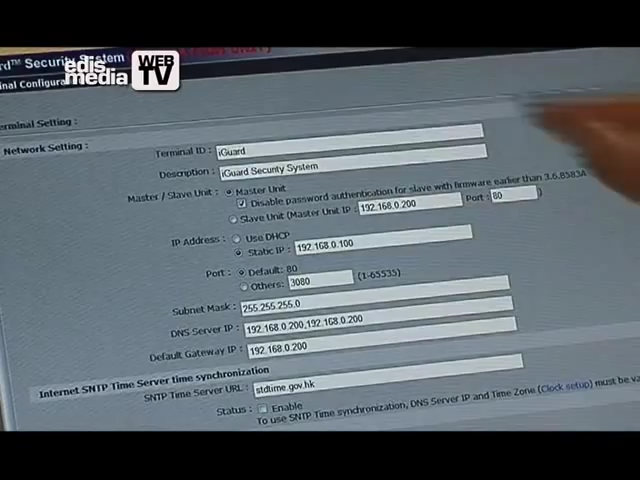 edis. media WEB TV
rd™ Security System
nal Configura
erminal Setting :
Network Setting :
Terminal ID : iGuard
Description : iGuard Security System
Master / Slave Unit : Master Unit
Disable password authentication for slave with firmware earlier than 3.6.8583A
Slave Unit (Master Unit IP : 192.168.0.200 Port : 80 )
IP Address : Use DHCP
Static IP : 192.168.0.100
Port : Default: 80
Others: 3080 (1-65535)
Subnet Mask : 255.255.255.0
DNS Server IP : 192.168.0.200,192.168.0.200
Default Gateway IP : 192.168.0.200
Internet SNTP Time Server time synchronization
SNTP Time Server URL : stdtime.gov.hk
Status : Enable
To use SNTP Time synchronization, DNS Server IP and Time Zone (Clock setup) must be va